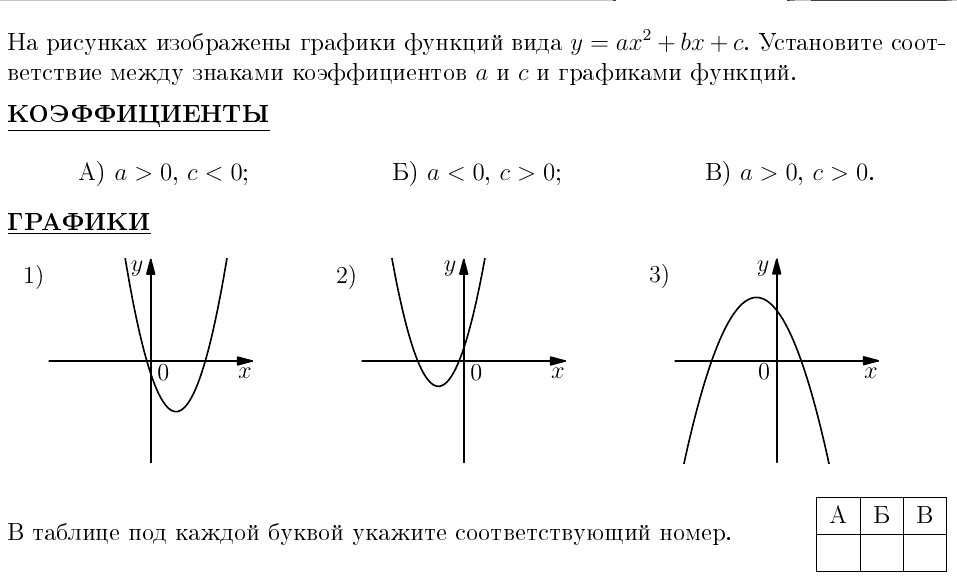 На рисунках изображены графики функций вида y = ax² + bx + c. Установите соот-
ветствие между знаками коэффициентов a и c и графиками функций.
КОЭФФИЦИЕНТЫ
А) a > 0, c < 0; Б) a < 0, c > 0; В) a > 0, c > 0.
ГРАФИКИ
1) y 0 x 2) y 0 x 3) y 0 x
В таблице под каждой буквой укажите соответствующий номер.
А Б В